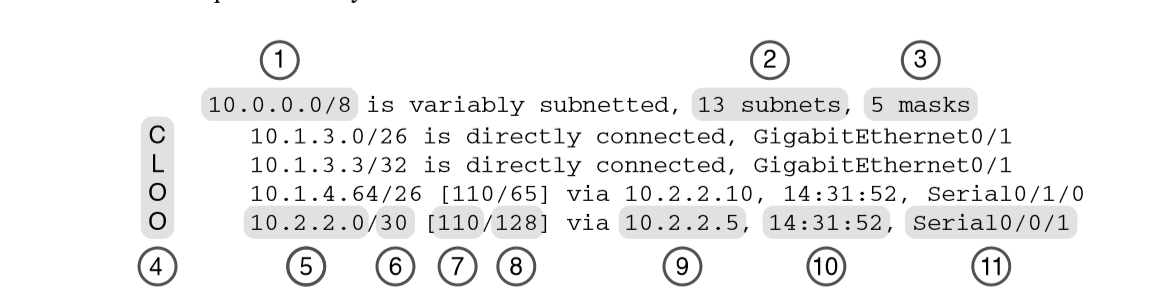 ① ② ③
10.0.0.0/8 is variably subnetted, 13 subnets, 5 masks
C 10.1.3.0/26 is directly connected, GigabitEthernet0/1
L 10.1.3.3/32 is directly connected, GigabitEthernet0/1
O 10.1.4.64/26 [110/65] via 10.2.2.10, 14:31:52, Serial0/1/0
O 10.2.2.0/30 [110/128] via 10.2.2.5, 14:31:52, Serial0/0/1
④ ⑤ ⑥ ⑦ ⑧ ⑨ ⑩ ⑪